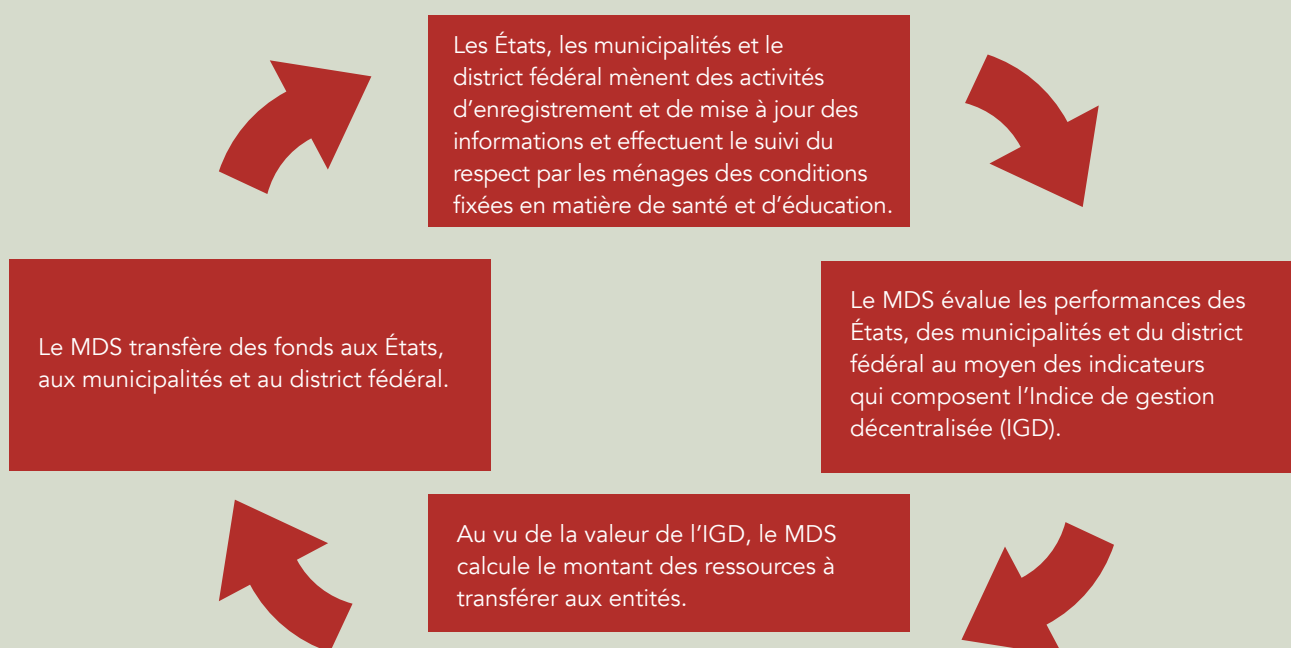 Les États, les municipalités et le
district fédéral mènent des activités
d’enregistrement et de mise à jour des
informations et effectuent le suivi du
respect par les ménages des conditions
fixées en matière de santé et d’éducation.
Le MDS évalue les performances des
États, des municipalités et du district
fédéral au moyen des indicateurs
qui composent l’Indice de gestion
décentralisée (IGD).
Au vu de la valeur de l’IGD, le MDS
calcule le montant des ressources à
transférer aux entités.
Le MDS transfère des fonds aux États,
aux municipalités et au district fédéral.